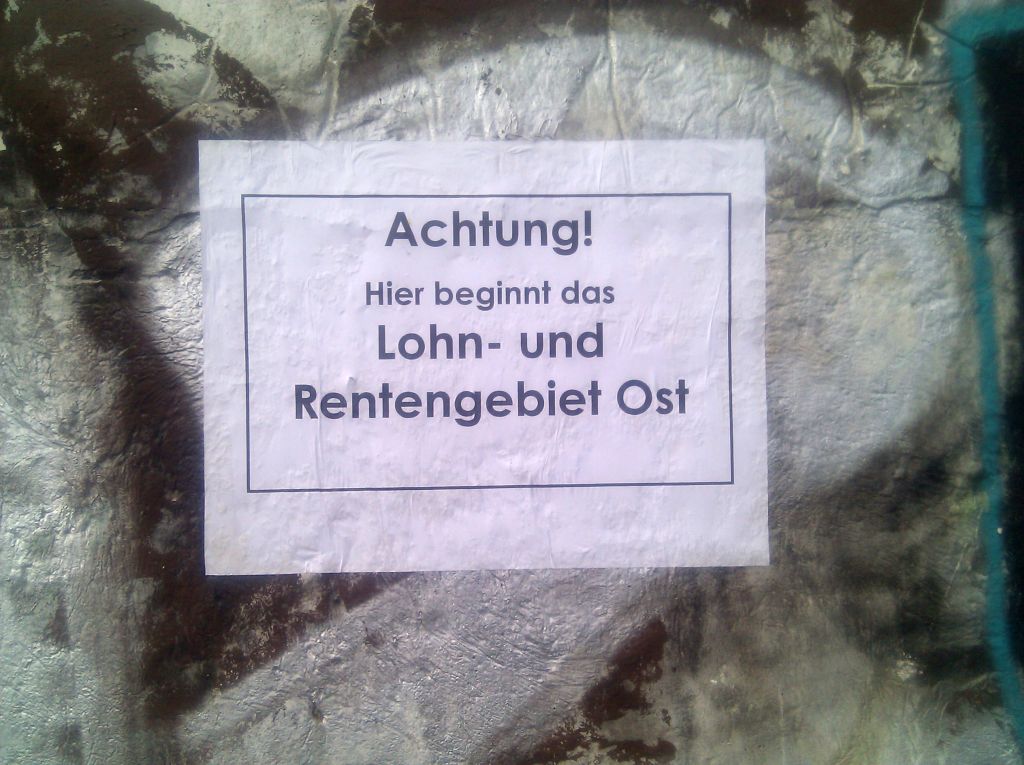 Achtung!
Hier beginnt das
Lohn- und
Rentengebiet Ost